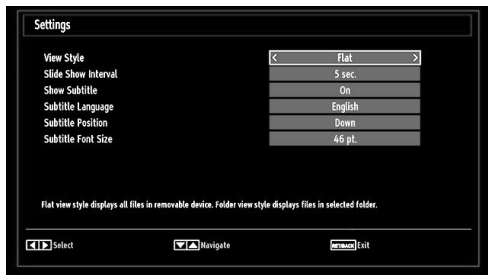 Settings
View Style < Flat >
Slide Show Interval 5 sec.
Show Subtitle On
Subtitle Language English
Subtitle Position Down
Subtitle Font Size 46 pt.
Flat view style displays all files in removable device. Folder view style displays files in selected folder.
Select Navigate RET/BACK Exit